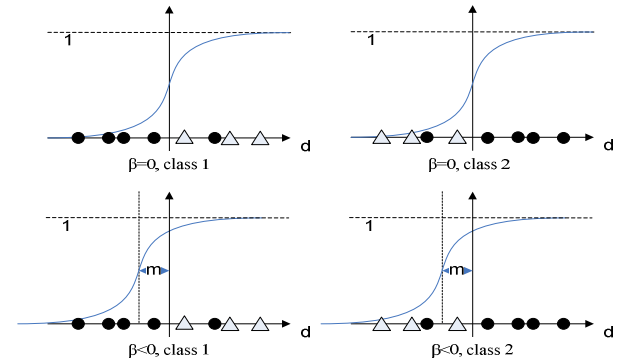 1
d
β=0, class 1
1
d
β=0, class 2
1
m
d
β<0, class 1
1
m
d
β<0, class 2